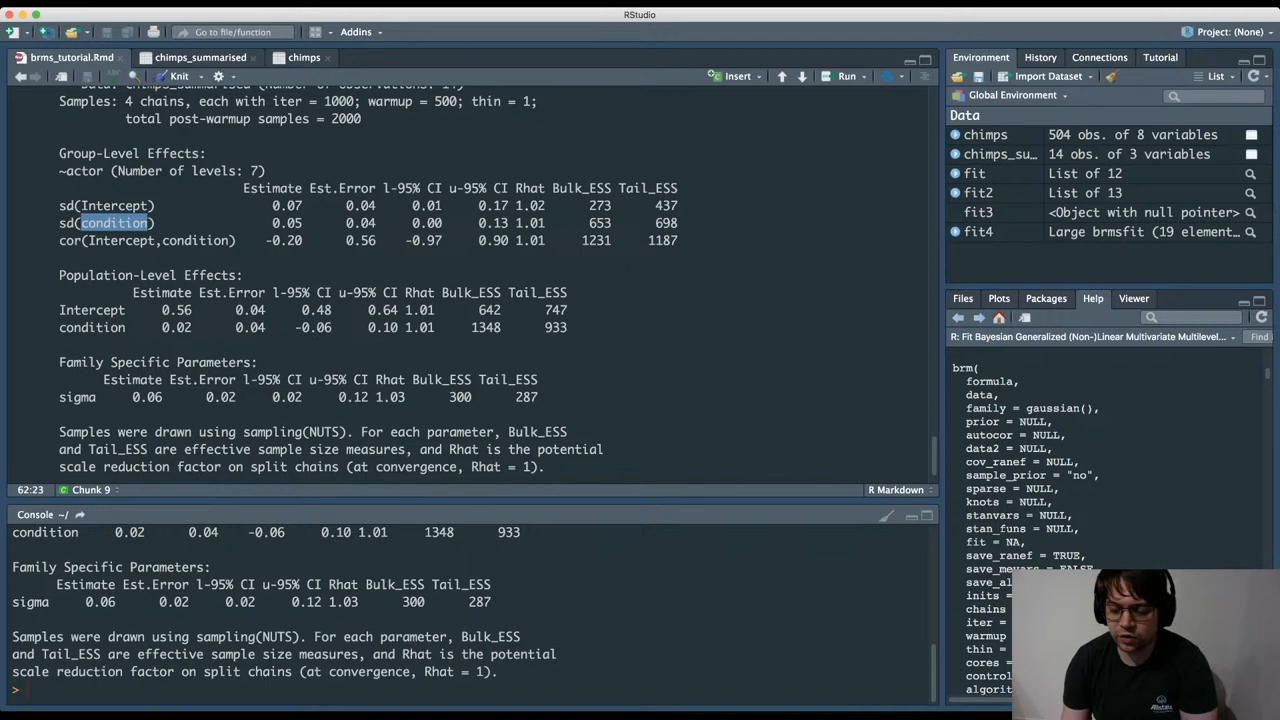 RStudio
Go to file/function
Addins
Project: (None)
brms_tutorial.Rmd
chimps_summarised
chimps
Knit
Insert
Run
Samples: 4 chains, each with iter = 1000; warmup = 500; thin = 1;
total post-warmup samples = 2000
Group-Level Effects:
~actor (Number of levels: 7)
Estimate Est.Error l-95% CI u-95% CI Rhat Bulk_ESS Tail_ESS
sd(Intercept) 0.07 0.04 0.01 0.17 1.02 273 437
sd(condition) 0.05 0.04 0.00 0.13 1.01 653 698
cor(Intercept,condition) -0.20 0.56 -0.97 0.90 1.01 1231 1187
Population-Level Effects:
Estimate Est.Error l-95% CI u-95% CI Rhat Bulk_ESS Tail_ESS
Intercept 0.56 0.04 0.48 0.64 1.01 642 747
condition 0.02 0.04 -0.06 0.10 1.01 1348 933
Family Specific Parameters:
Estimate Est.Error l-95% CI u-95% CI Rhat Bulk_ESS Tail_ESS
sigma 0.06 0.02 0.02 0.12 1.03 300 287
Samples were drawn using sampling(NUTS). For each parameter, Bulk_ESS
and Tail_ESS are effective sample size measures, and Rhat is the potential
scale reduction factor on split chains (at convergence, Rhat = 1).
62:23
Chunk 9
R Markdown
Console ~/
condition 0.02 0.04 -0.06 0.10 1.01 1348 933
Family Specific Parameters:
Estimate Est.Error l-95% CI u-95% CI Rhat Bulk_ESS Tail_ESS
sigma 0.06 0.02 0.02 0.12 1.03 300 287
Samples were drawn using sampling(NUTS). For each parameter, Bulk_ESS
and Tail_ESS are effective sample size measures, and Rhat is the potential
scale reduction factor on split chains (at convergence, Rhat = 1).
>
Environment History Connections Tutorial
Import Dataset
List
Global Environment
Data
chimps 504 obs. of 8 variables
chimps_su… 14 obs. of 3 variables
fit List of 12
fit2 List of 13
fit3 <Object with null pointer>
fit4 Large brmsfit (19 element…
Files Plots Packages Help Viewer
R: Fit Bayesian Generalized (Non-)Linear Multivariate Multilevel...
Find
brm(
formula,
data,
family = gaussian(),
prior = NULL,
autocor = NULL,
data2 = NULL,
cov_ranef = NULL,
sample_prior = "no",
sparse = NULL,
knots = NULL,
stanvars = NULL,
stan_funs = NULL,
fit = NA,
save_ranef = TRUE,
save_mevars = FALSE
save_al
inits =
chains
iter =
warmup
thin =
cores =
control
algorit